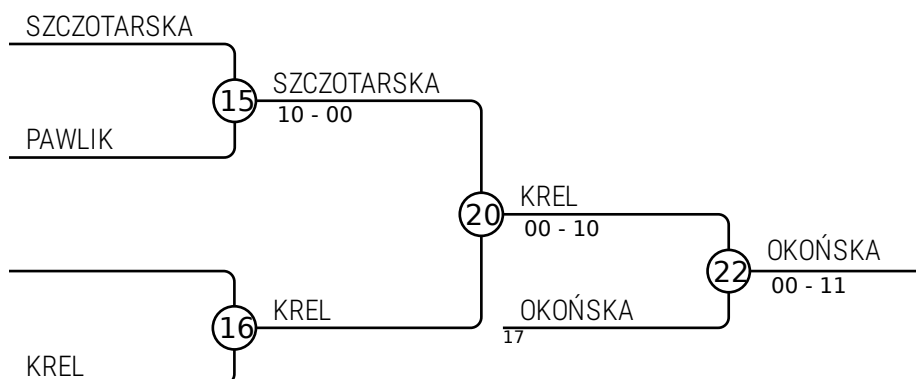 SZCZOTARSKA
15
SZCZOTARSKA
10 - 00
PAWLIK
20
KREL
00 - 10
22
OKOŃSKA
00 - 11
16
KREL
OKOŃSKA
17
KREL